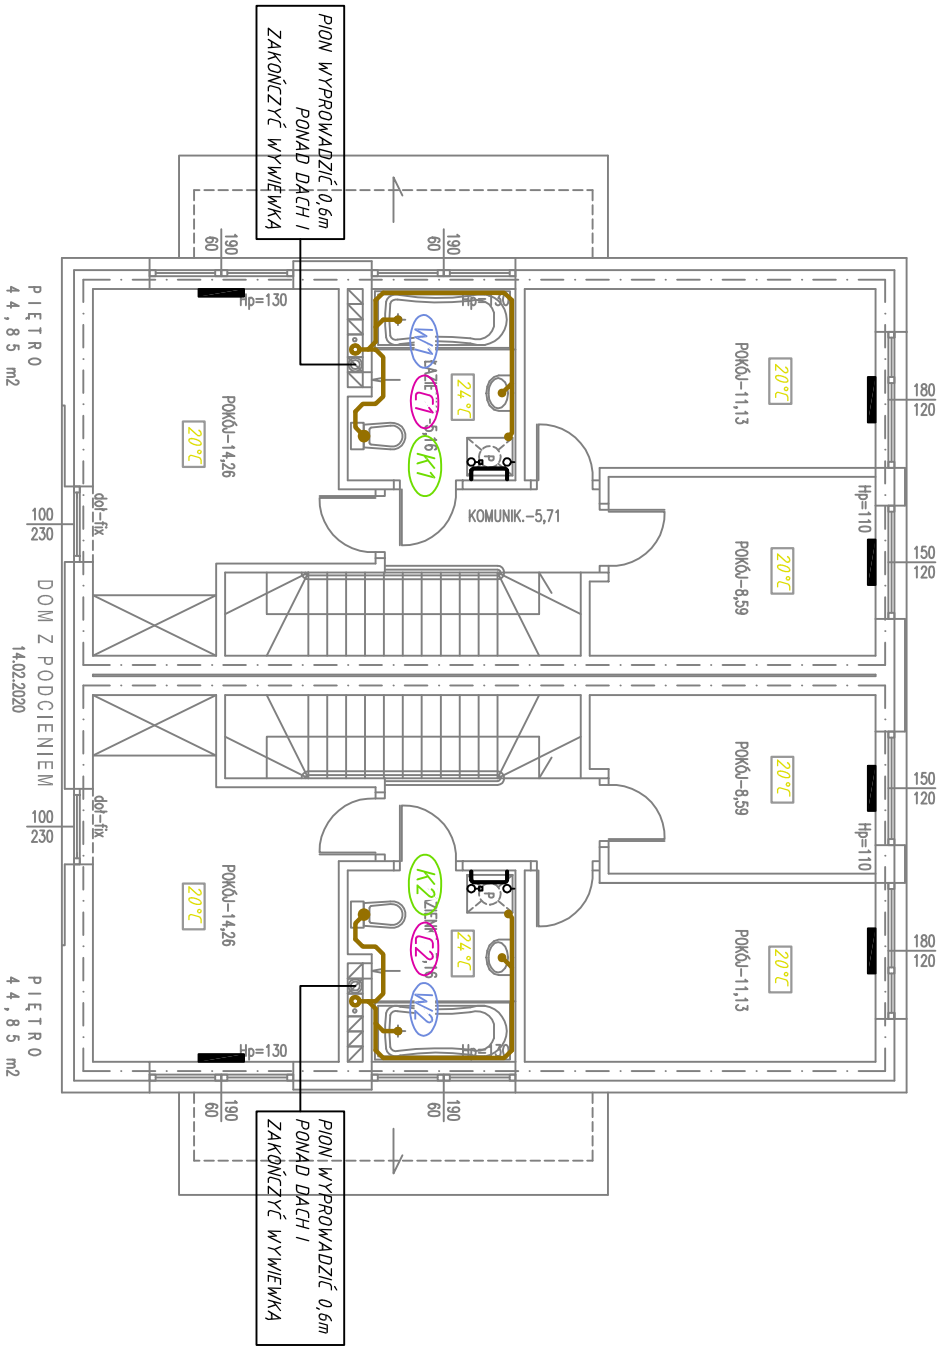 PION WYPROWADZIĆ 0,6m
PONAD DACH I
ZAKOŃCZYĆ WYWIEWKĄ
190
60
190
60
PIĘTRO
44,85 m2
Hp=130
Hp=130
POKÓJ-14,26
20°C
W1
C1
K1
5,16
24°C
P
POKÓJ-11,13
20°C
180
120
KOMUNIK.-5,71
Hp=110
POKÓJ-8,59
20°C
150
120
dot-fix
100
230
DOM Z PODCIENIEM
14.02.2020
POKÓJ-8,59
20°C
150
120
Hp=110
dot-fix
100
230
POKÓJ-14,26
20°C
K2
C2
W2
24°C
P
POKÓJ-11,13
20°C
180
120
Hp=130
Hp=130
PIĘTRO
44,85 m2
190
60
190
60
PION WYPROWADZIĆ 0,6m
PONAD DACH I
ZAKOŃCZYĆ WYWIEWKĄ